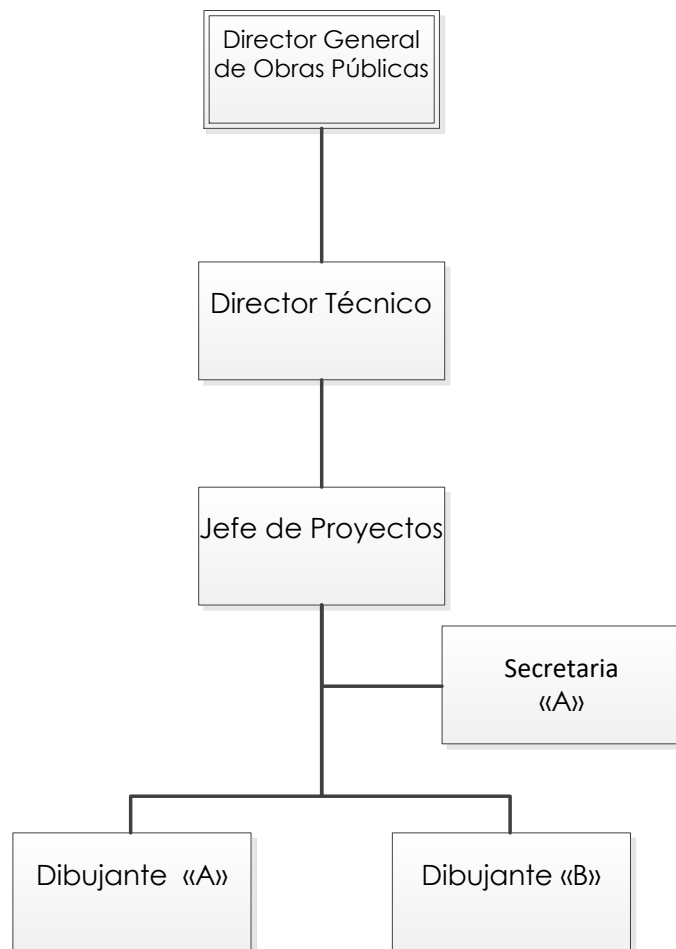 Director General
de Obras Públicas
Director Técnico
Jefe de Proyectos
Secretaria
«A»
Dibujante «A»
Dibujante «B»